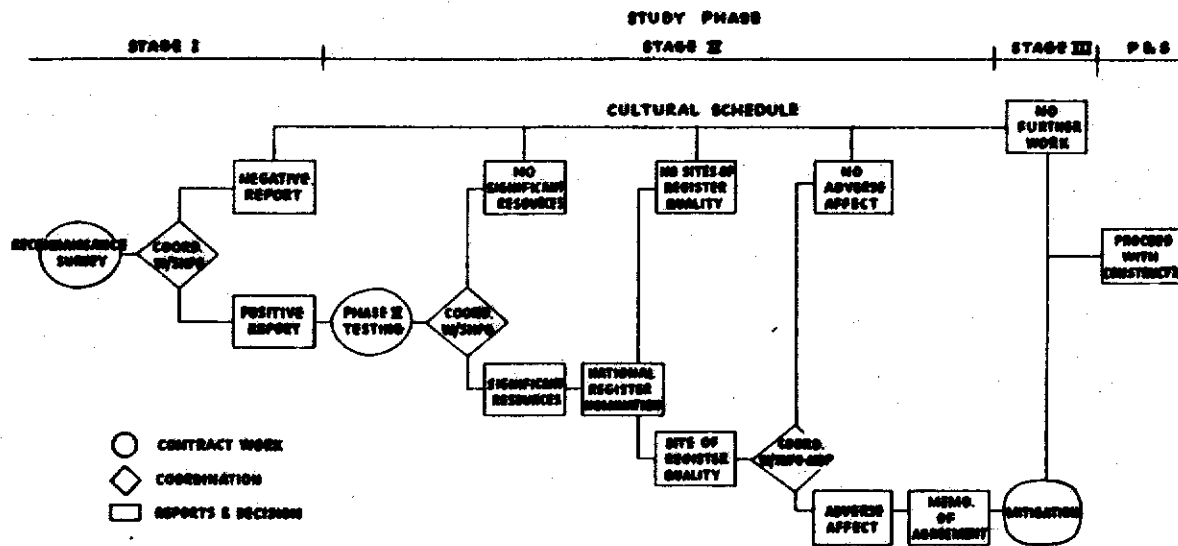 STUDY PHASE
STAGE I
STAGE II
STAGE III
P & S
CULTURAL SCHEDULE
NO
FURTHER
WORK
NEGATIVE
REPORT
NO
SIGNIFICANT
RESOURCES
NO SITES OF
REGISTER
QUALITY
NO
ADVERSE
AFFECT
RECONNAISANCE
SURVEY
COORD.
W/SHPO
PROCEED
WITH
POSITIVE
REPORT
PHASE II
TESTING
COORD.
W/SHPO
SIGNIFICANT
RESOURCES
NATIONAL
REGISTER
NOMINATION
SITE OF
REGISTER
QUALITY
COORD.
ADVERSE
AFFECT
MEMO.
OF
AGREEMENT
MITIGATION
CONTRACT WORK
COORDINATION
REPORTS & DECISION